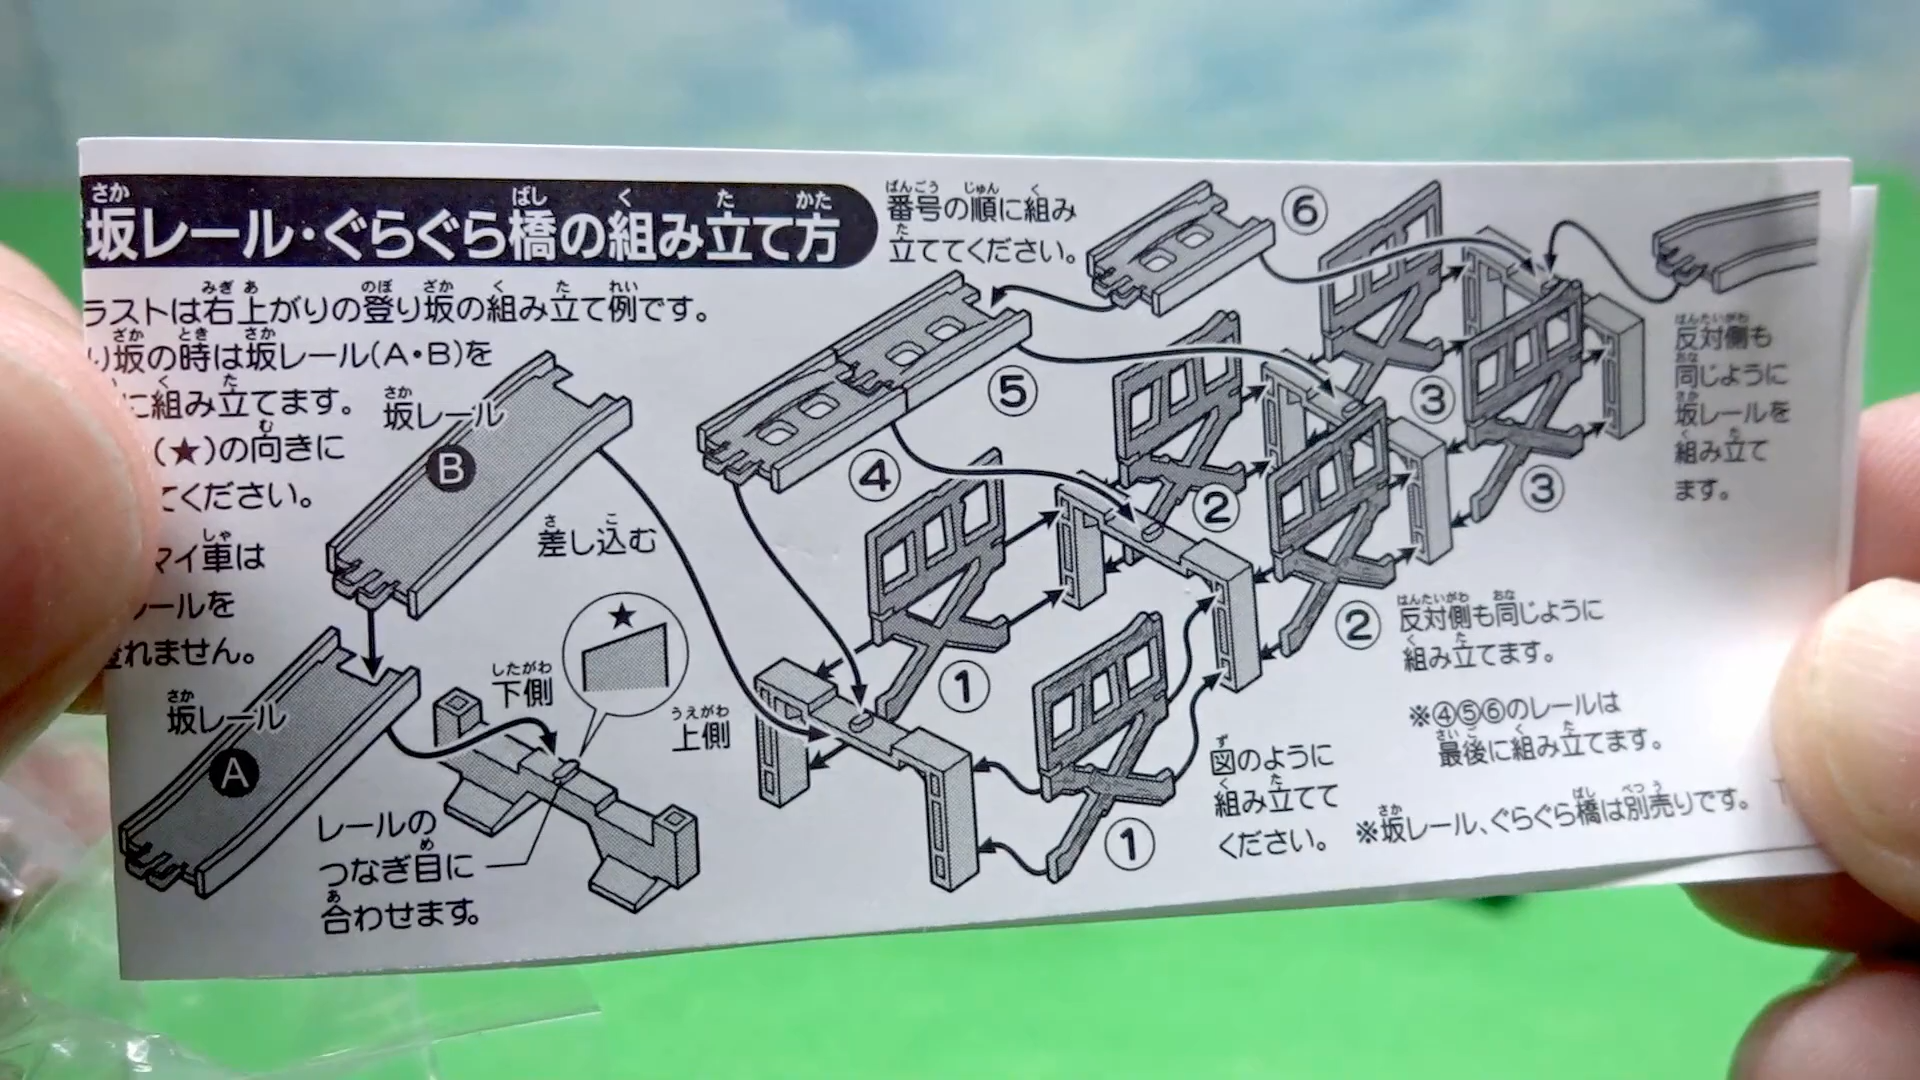 坂レール・ぐらぐら橋の組み立て方
ラストは右上がりの登り坂の組み立て例です。
り坂の時は坂レール(A・B)を
に組み立てます。
(★)の向きに
てください。
マイ車は
レールを
登れません。
坂レール
B
差し込む
坂レール
A
下側
★
上側
レールの
つなぎ目に
合わせます。
番号の順に組み
立ててください。
⑥
⑤
④
③
③
②
②
①
①
反対側も
同じように
坂レールを
組み立て
ます。
反対側も同じように
組み立てます。
※④⑤⑥のレールは
最後に組み立てます。
図のように
組み立てて
ください。
※坂レール、ぐらぐら橋は別売りです。